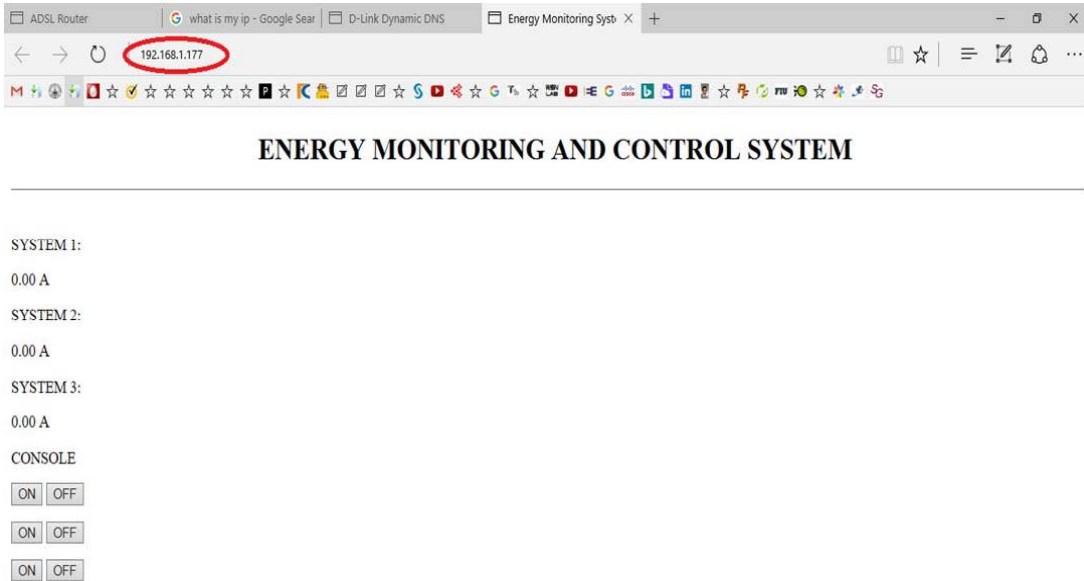 ADSL Router
what is my ip - Google Sear
D-Link Dynamic DNS
Energy Monitoring Syst
192.168.1.177
ENERGY MONITORING AND CONTROL SYSTEM
SYSTEM 1:
0.00 A
SYSTEM 2:
0.00 A
SYSTEM 3:
0.00 A
CONSOLE
ON OFF
ON OFF
ON OFF